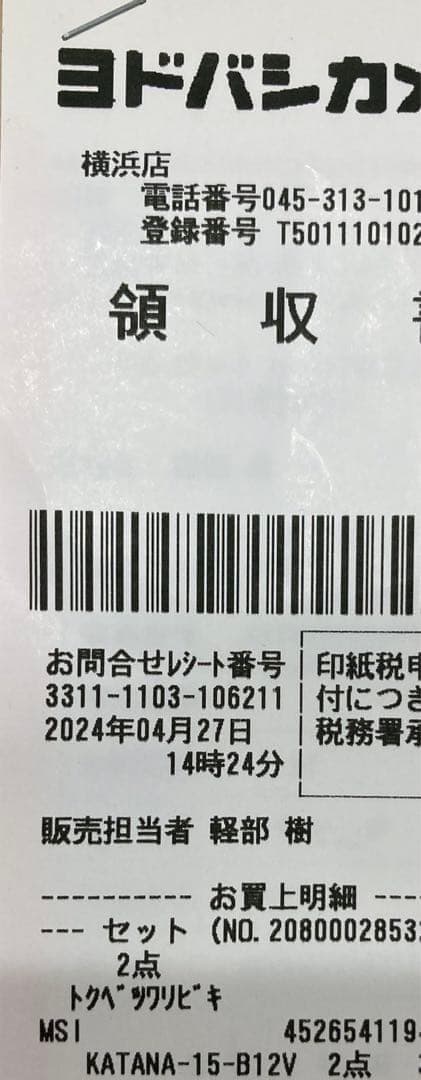 ヨドバシカメ
横浜店
電話番号045-313-101
登録番号 T501110102
領 収
お問合せﾚｼｰﾄ番号
3311-1103-106211
2024年04月27日
14時24分
印紙税申
付につき
税務署承
販売担当者 軽部 樹
---------- お買上明細 ----
--- セット (NO. 2080002853
2点
ﾄｸﾍﾞﾂﾜﾘﾋﾞｷ
MSI 452654119-
KATANA-15-B12V 2点